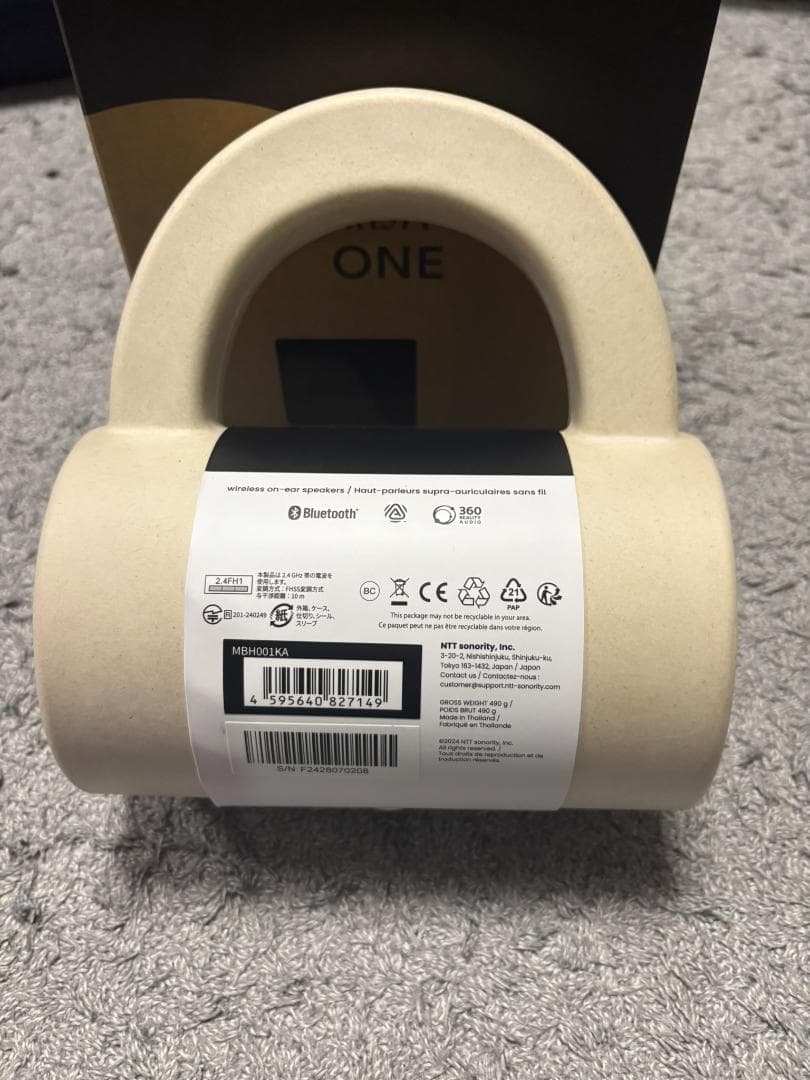 ONE
wireless on-ear speakers / Haut-parleurs supra-auriculaires sans fil
Bluetooth®
360
REALITY
AUDIO
2.4FH1
本製品は 2.4 GHz 帯の電波を
使用します。
変調方式：FHSS変調方式
与干渉距離：10 m
R 201-240249
紙
外箱、ケース、
仕切り、シール、
スリーブ
BC
CE
21
PAP
This package may not be recyclable in your area.
Ce paquet peut ne pas être recyclable dans votre région.
MBH001KA
4 595640 827149
S/N F2428070208
NTT sonority, Inc.
3-20-2, Nishishinjuku, Shinjuku-ku,
Tokyo 163-1432, Japan / Japon
Contact us / Contactez-nous :
customer@support.ntt-sonority.com
GROSS WEIGHT 490 g /
POIDS BRUT 490 g
Made in Thailand /
Fabriqué en Thaïlande
©2024 NTT sonority, Inc.
All rights reserved. /
Tous droits de reproduction et de
traduction réservés.